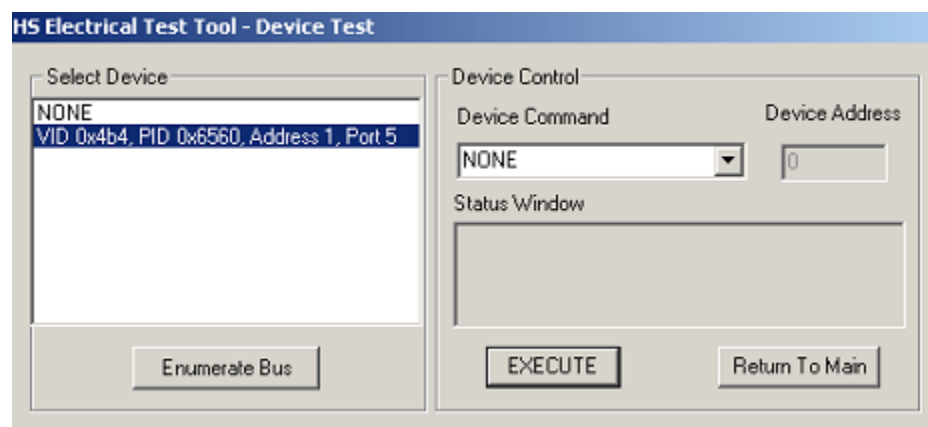 HS Electrical Test Tool - Device Test
Select Device
NONE
VID 0x4b4, PID 0x6560, Address 1, Port 5
Enumerate Bus
Device Control
Device Command
Device Address
NONE
0
Status Window
EXECUTE
Return To Main